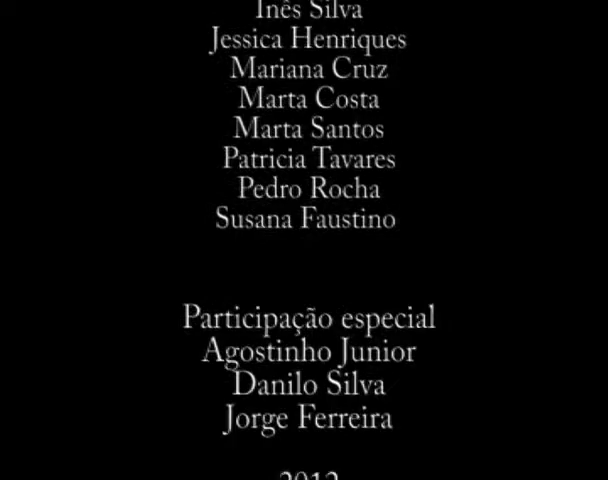 Inês Silva
Jessica Henriques
Mariana Cruz
Marta Costa
Marta Santos
Patricia Tavares
Pedro Rocha
Susana Faustino
Participação especial
Agostinho Junior
Danilo Silva
Jorge Ferreira
2012